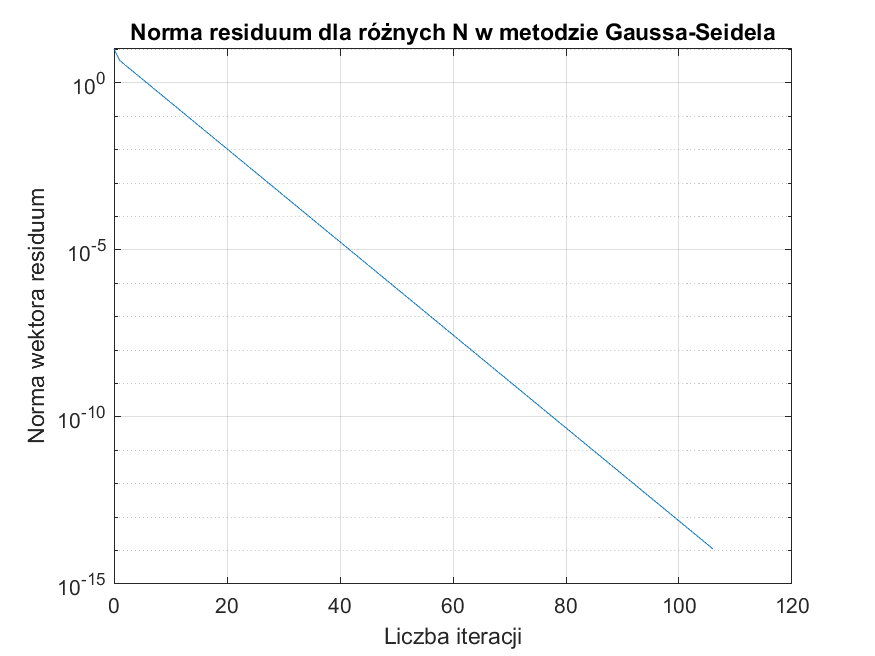 Norma residuum dla różnych N w metodzie Gaussa-Seidela
Norma wektora residuum
10^0
10^-5
10^-10
10^-15
0 20 40 60 80 100 120
Liczba iteracji